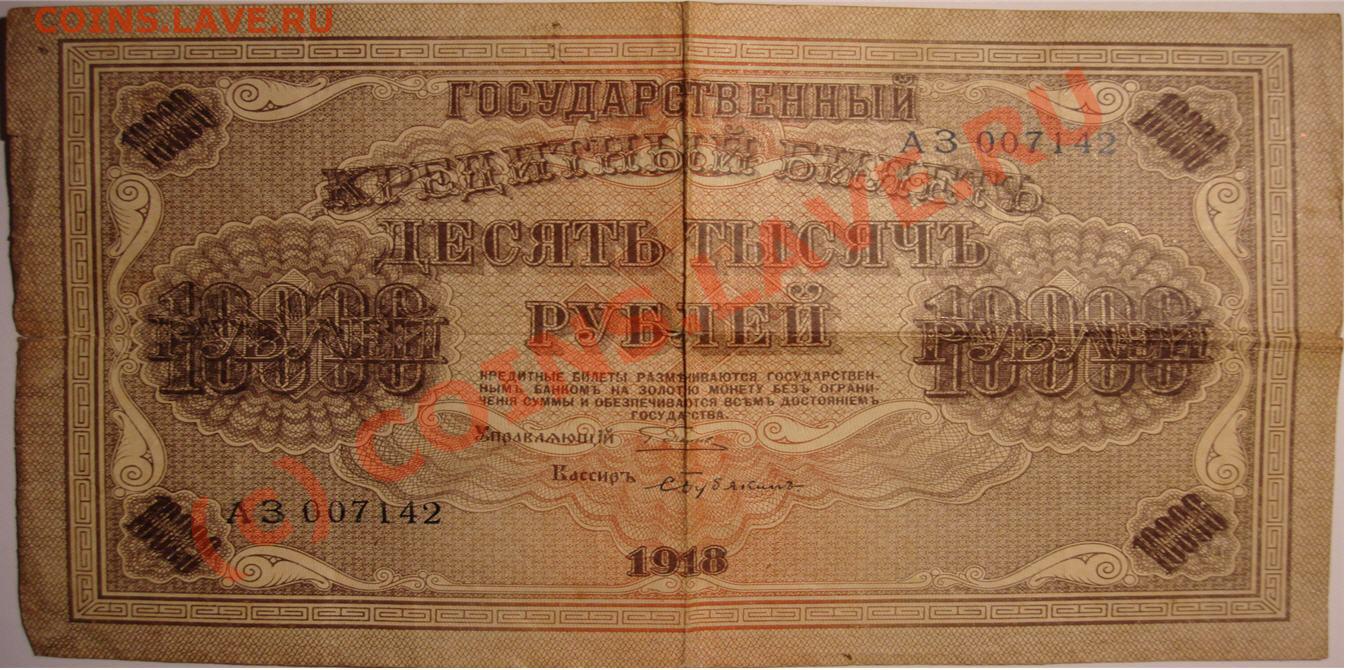 COINS.LAVE.RU
ГОСУДАРСТВЕННЫЙ
АЗ 007142
КРЕДИТНЫЙ БИЛЕТЪ
ДЕСЯТЬ ТЫСЯЧЪ
РУБЛЕЙ
10000 10000
РУБЛЕЙ РУБЛЕЙ
10000 10000
КРЕДИТНЫЕ БИЛЕТЫ РАЗМѢНИВАЮТСЯ ГОСУДАРСТВЕН-
НЫМЪ БАНКОМЪ НА ЗОЛОТУЮ МОНЕТУ БЕЗЪ ОГРАНИ-
ЧЕНІЯ СУММЫ И ОБЕЗПЕЧИВАЮТСЯ ВСѢМЪ ДОСТОЯНІЕМЪ
ГОСУДАРСТВА.
Управляющій
Кассиръ
АЗ 007142
1918
(c) COINS.LAVE.RU